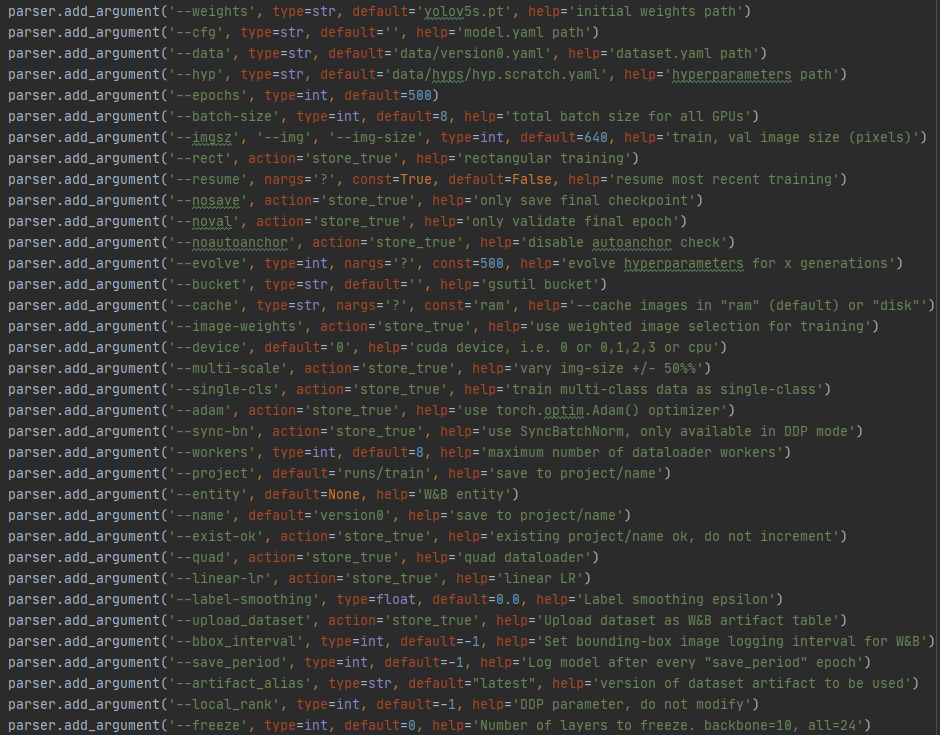 parser.add_argument('--weights', type=str, default='yolov5s.pt', help='initial weights path')
parser.add_argument('--cfg', type=str, default='', help='model.yaml path')
parser.add_argument('--data', type=str, default='data/version0.yaml', help='dataset.yaml path')
parser.add_argument('--hyp', type=str, default='data/hyps/hyp.scratch.yaml', help='hyperparameters path')
parser.add_argument('--epochs', type=int, default=500)
parser.add_argument('--batch-size', type=int, default=8, help='total batch size for all GPUs')
parser.add_argument('--imgsz', '--img', '--img-size', type=int, default=640, help='train, val image size (pixels)')
parser.add_argument('--rect', action='store_true', help='rectangular training')
parser.add_argument('--resume', nargs='?', const=True, default=False, help='resume most recent training')
parser.add_argument('--nosave', action='store_true', help='only save final checkpoint')
parser.add_argument('--noval', action='store_true', help='only validate final epoch')
parser.add_argument('--noautoanchor', action='store_true', help='disable autoanchor check')
parser.add_argument('--evolve', type=int, nargs='?', const=500, help='evolve hyperparameters for x generations')
parser.add_argument('--bucket', type=str, default='', help='gsutil bucket')
parser.add_argument('--cache', type=str, nargs='?', const='ram', help='--cache images in "ram" (default) or "disk"')
parser.add_argument('--image-weights', action='store_true', help='use weighted image selection for training')
parser.add_argument('--device', default='0', help='cuda device, i.e. 0 or 0,1,2,3 or cpu')
parser.add_argument('--multi-scale', action='store_true', help='vary img-size +/- 50%%')
parser.add_argument('--single-cls', action='store_true', help='train multi-class data as single-class')
parser.add_argument('--adam', action='store_true', help='use torch.optim.Adam() optimizer')
parser.add_argument('--sync-bn', action='store_true', help='use SyncBatchNorm, only available in DDP mode')
parser.add_argument('--workers', type=int, default=8, help='maximum number of dataloader workers')
parser.add_argument('--project', default='runs/train', help='save to project/name')
parser.add_argument('--entity', default=None, help='W&B entity')
parser.add_argument('--name', default='version0', help='save to project/name')
parser.add_argument('--exist-ok', action='store_true', help='existing project/name ok, do not increment')
parser.add_argument('--quad', action='store_true', help='quad dataloader')
parser.add_argument('--linear-lr', action='store_true', help='linear LR')
parser.add_argument('--label-smoothing', type=float, default=0.0, help='Label smoothing epsilon')
parser.add_argument('--upload_dataset', action='store_true', help='Upload dataset as W&B artifact table')
parser.add_argument('--bbox_interval', type=int, default=-1, help='Set bounding-box image logging interval for W&B')
parser.add_argument('--save_period', type=int, default=-1, help='Log model after every "save_period" epoch')
parser.add_argument('--artifact_alias', type=str, default="latest", help='version of dataset artifact to be used')
parser.add_argument('--local_rank', type=int, default=-1, help='DDP parameter, do not modify')
parser.add_argument('--freeze', type=int, default=0, help='Number of layers to freeze. backbone=10, all=24')